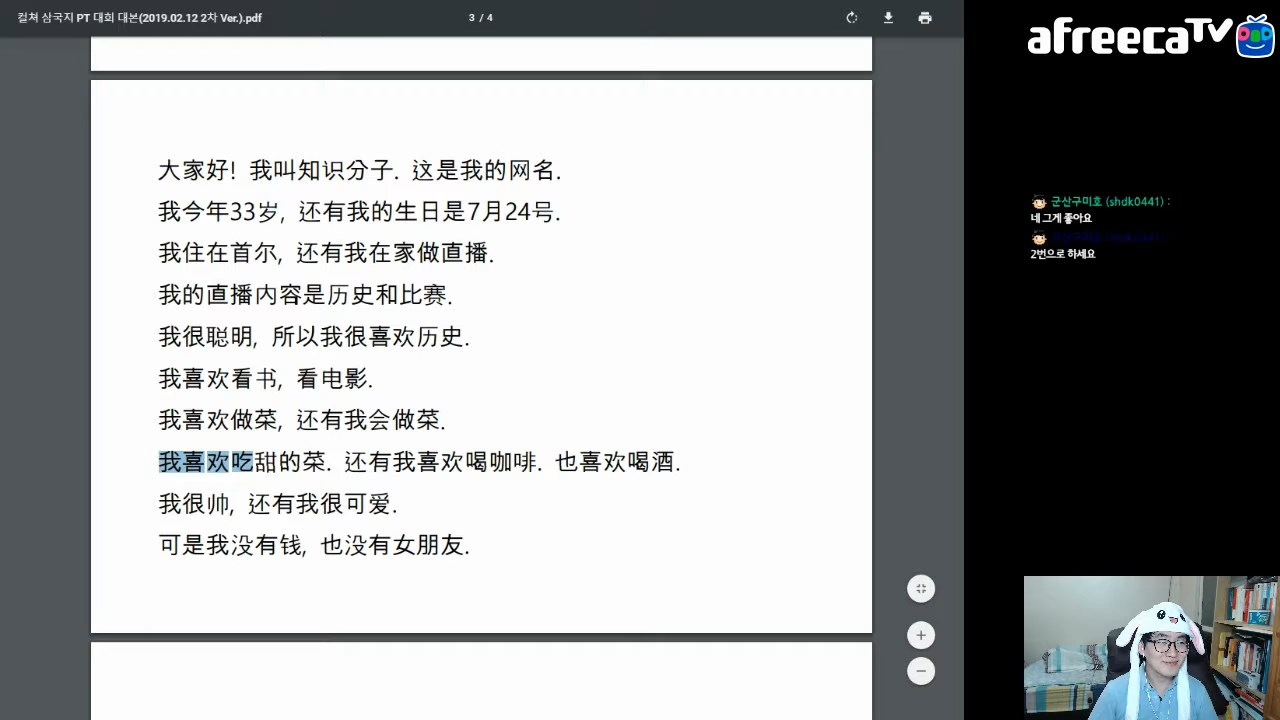 컬쳐 삼국지 PT 대회 대본(2019.02.12 2차 Ver.).pdf
3 / 4
大家好! 我叫知识分子. 这是我的网名.
我今年33岁, 还有我的生日是7月24号.
我住在首尔, 还有我在家做直播.
我的直播内容是历史和比赛.
我很聪明, 所以我很喜欢历史.
我喜欢看书, 看电影.
我喜欢做菜, 还有我会做菜.
我喜欢吃甜的菜. 还有我喜欢喝咖啡. 也喜欢喝酒.
我很帅, 还有我很可爱.
可是我没有钱, 也没有女朋友.
afreecaTV
군산구미호 (shdk0441) :
네 그게 좋아요
군산구미호 (shdk0441) :
2번으로 하세요